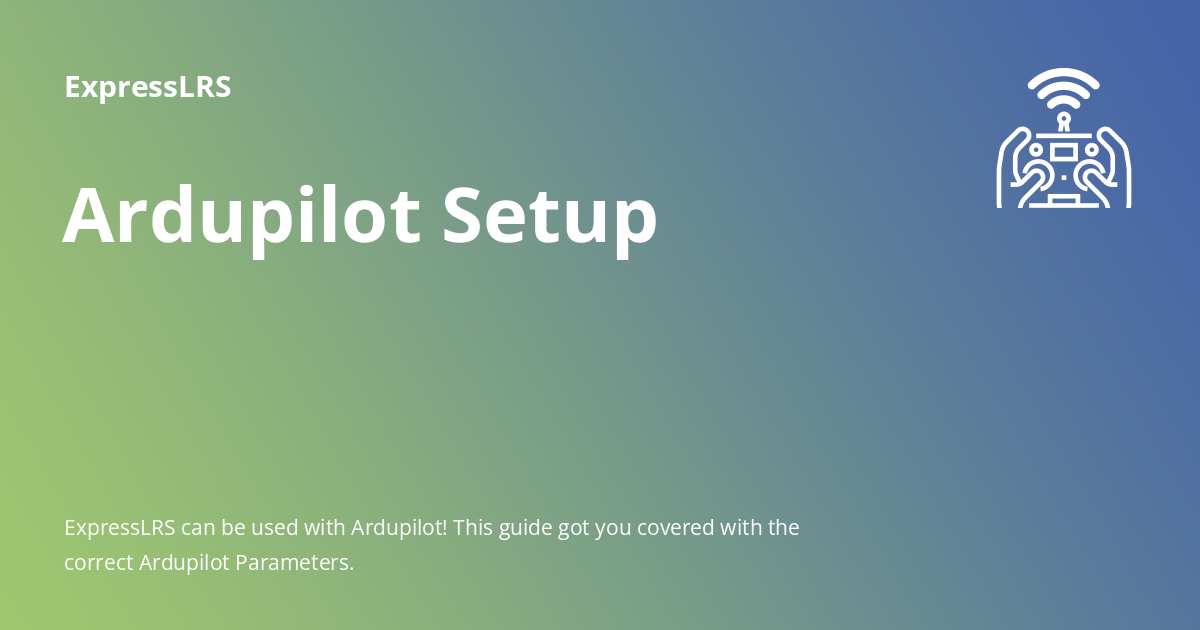 ExpressLRS
Ardupilot Setup
ExpressLRS can be used with Ardupilot! This guide got you covered with the
correct Ardupilot Parameters.